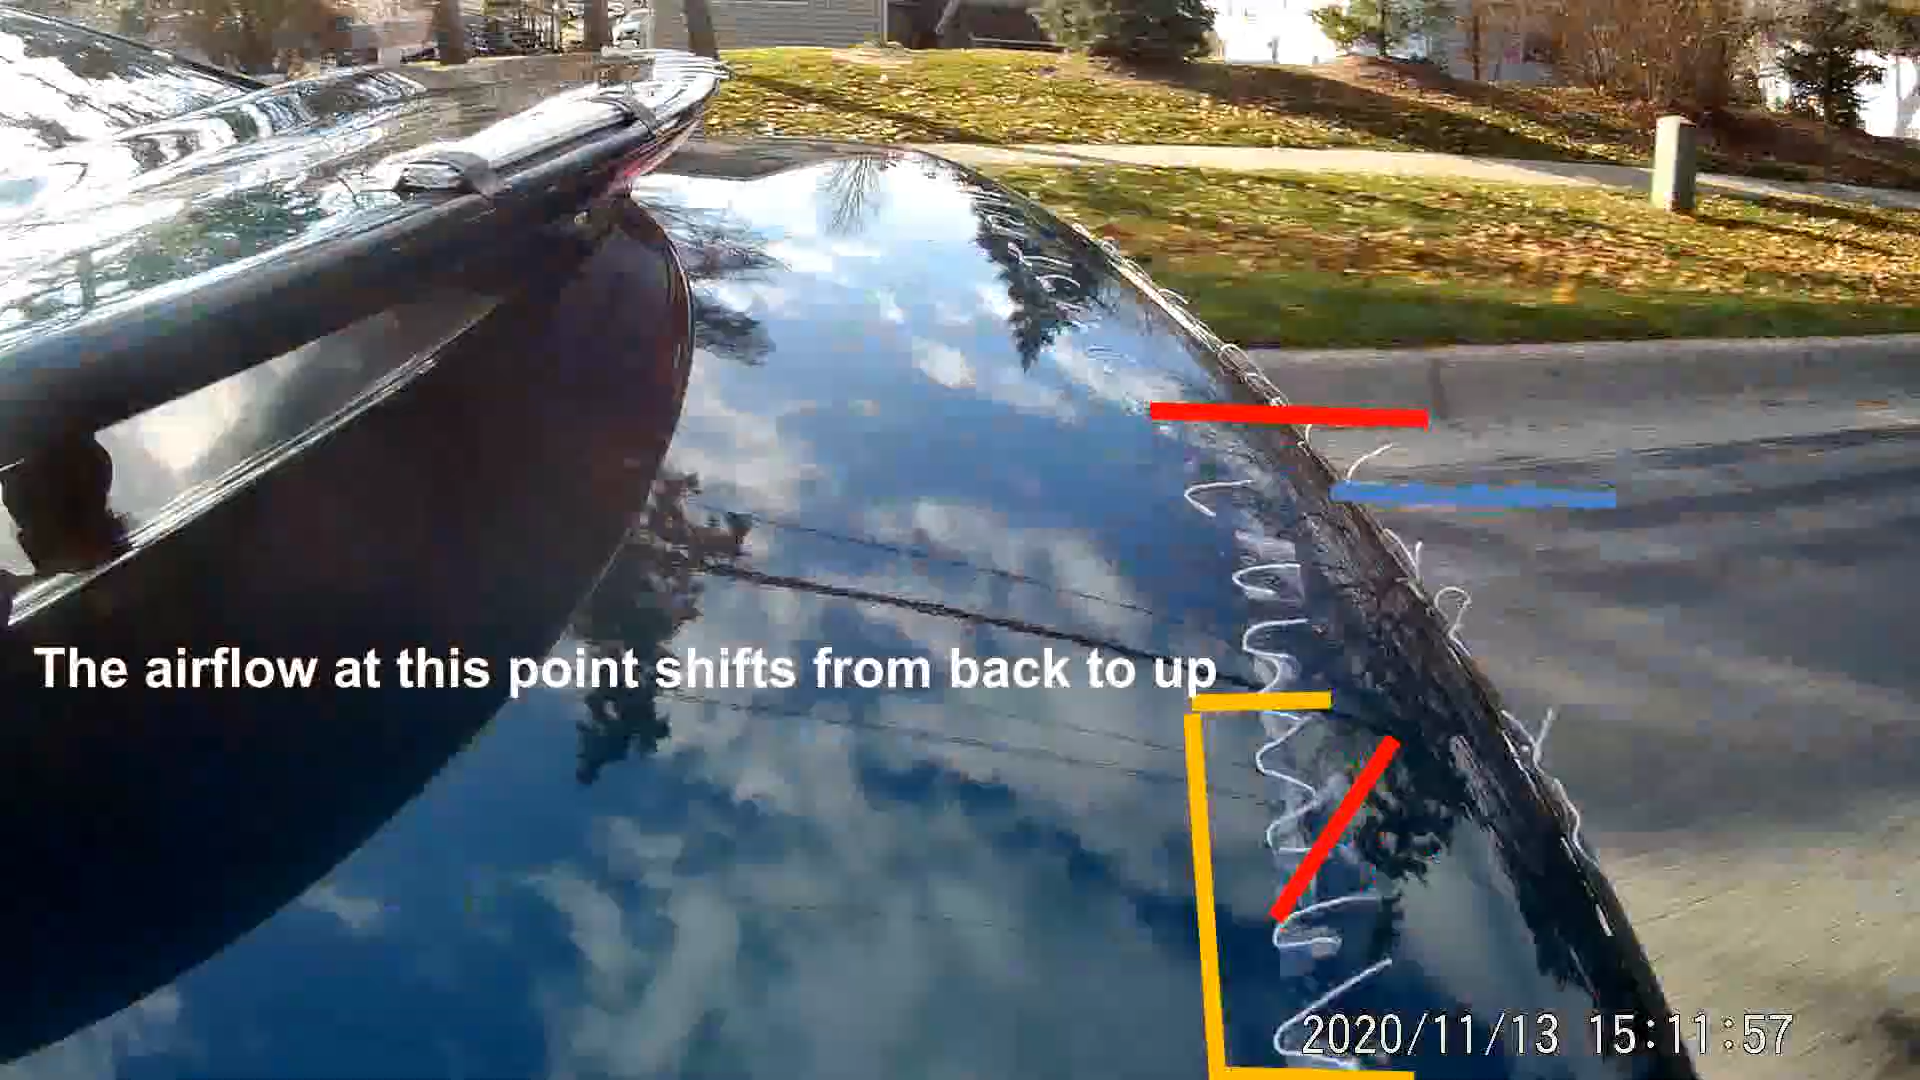 The airflow at this point shifts from back to up
2020/11/13 15:11:57